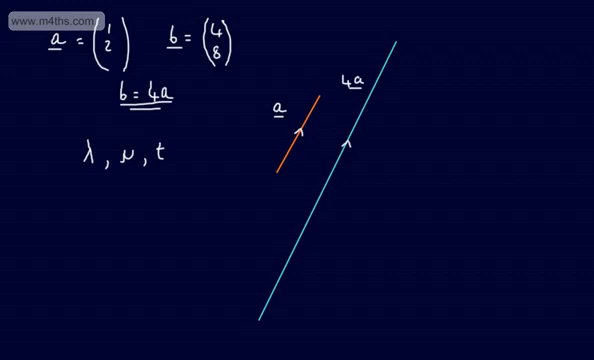 www.m4ths.com
a = (1 2) b = (4 8)
b = 4a
λ, μ, t
a
4a